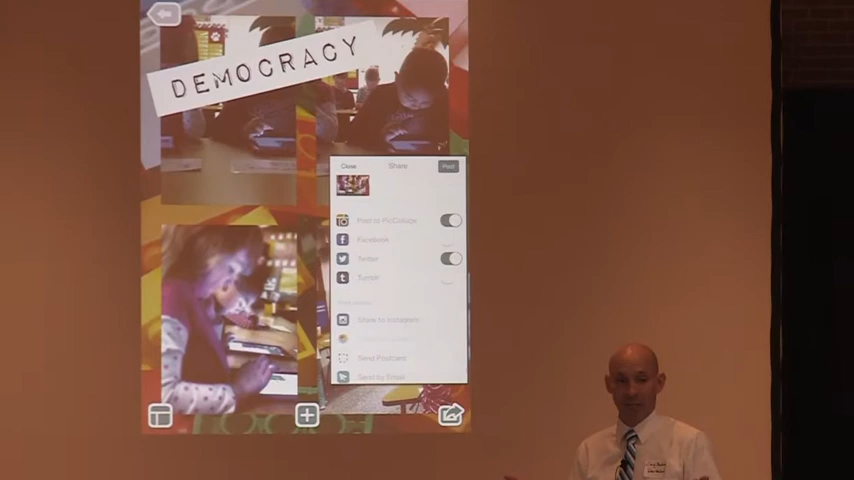 DEMOCRACY
Close Share Post
Post to PicCollage
Facebook
Twitter
Tumblr
Share to Instagram
Send Postcard
Send by Email